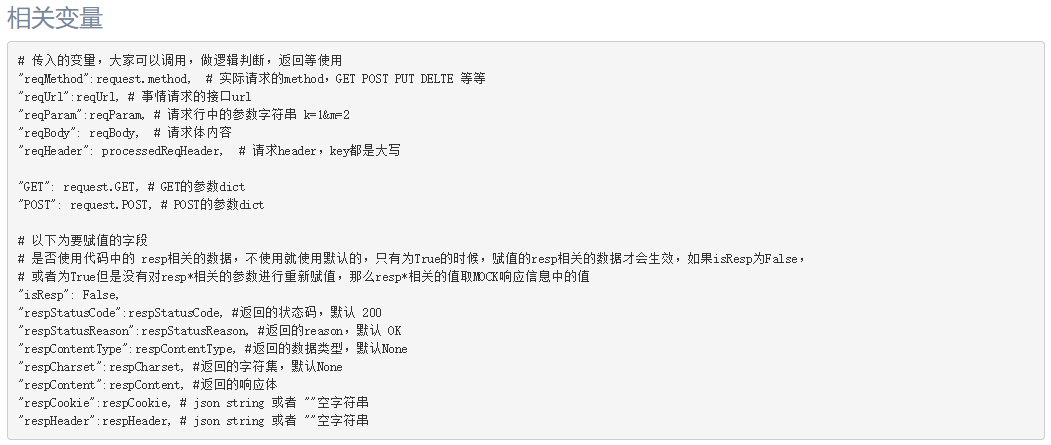 相关变量
# 传入的变量，大家可以调用，做逻辑判断，返回等使用
"reqMethod":request.method,  # 实际请求的method，GET POST PUT DELTE 等等
"reqUrl":reqUrl, # 事情请求的接口url
"reqParam":reqParam, # 请求行中的参数字符串 k=1&m=2
"reqBody": reqBody,  # 请求体内容
"reqHeader": processedReqHeader,  # 请求header，key都是大写
"GET": request.GET, # GET的参数dict
"POST": request.POST, # POST的参数dict
# 以下为要赋值的字段
# 是否使用代码中的 resp相关的数据，不使用就使用默认的，只有为True的时候，赋值的resp相关的数据才会生效，如果isResp为False，
# 或者为True但是没有对resp*相关的参数进行重新赋值，那么resp*相关的值取MOCK响应信息中的值
"isResp": False,
"respStatusCode":respStatusCode, #返回的状态码，默认 200
"respStatusReason":respStatusReason, #返回的reason，默认 OK
"respContentType":respContentType, #返回的数据类型，默认None
"respCharset":respCharset, #返回的字符集，默认None
"respContent":respContent, #返回的响应体
"respCookie":respCookie, # json string 或者 ""空字符串
"respHeader":respHeader, # json string 或者 ""空字符串